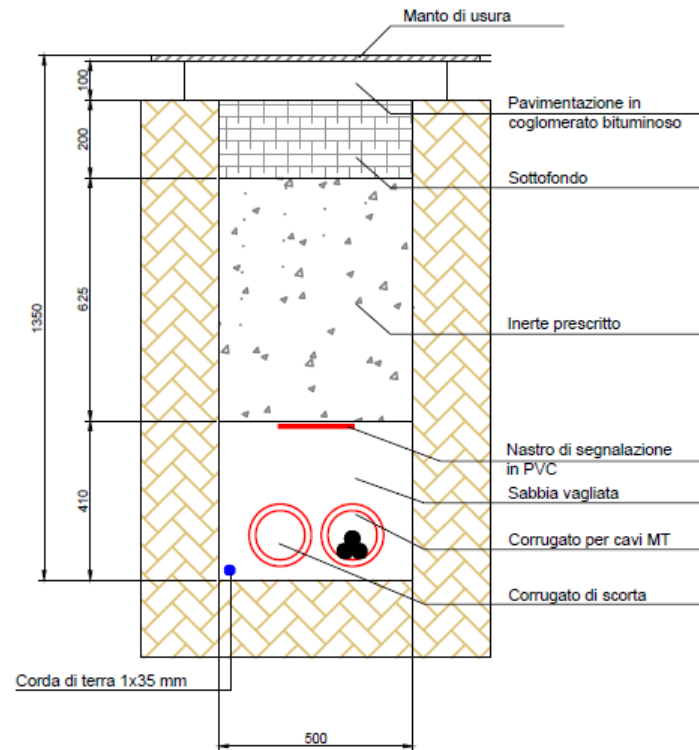 Manto di usura
100
Pavimentazione in
coglomerato bituminoso
200
Sottofondo
1350
625
Inerte prescritto
Nastro di segnalazione
in PVC
410
Sabbia vagliata
Corrugato per cavi MT
Corrugato di scorta
Corda di terra 1x35 mm
500